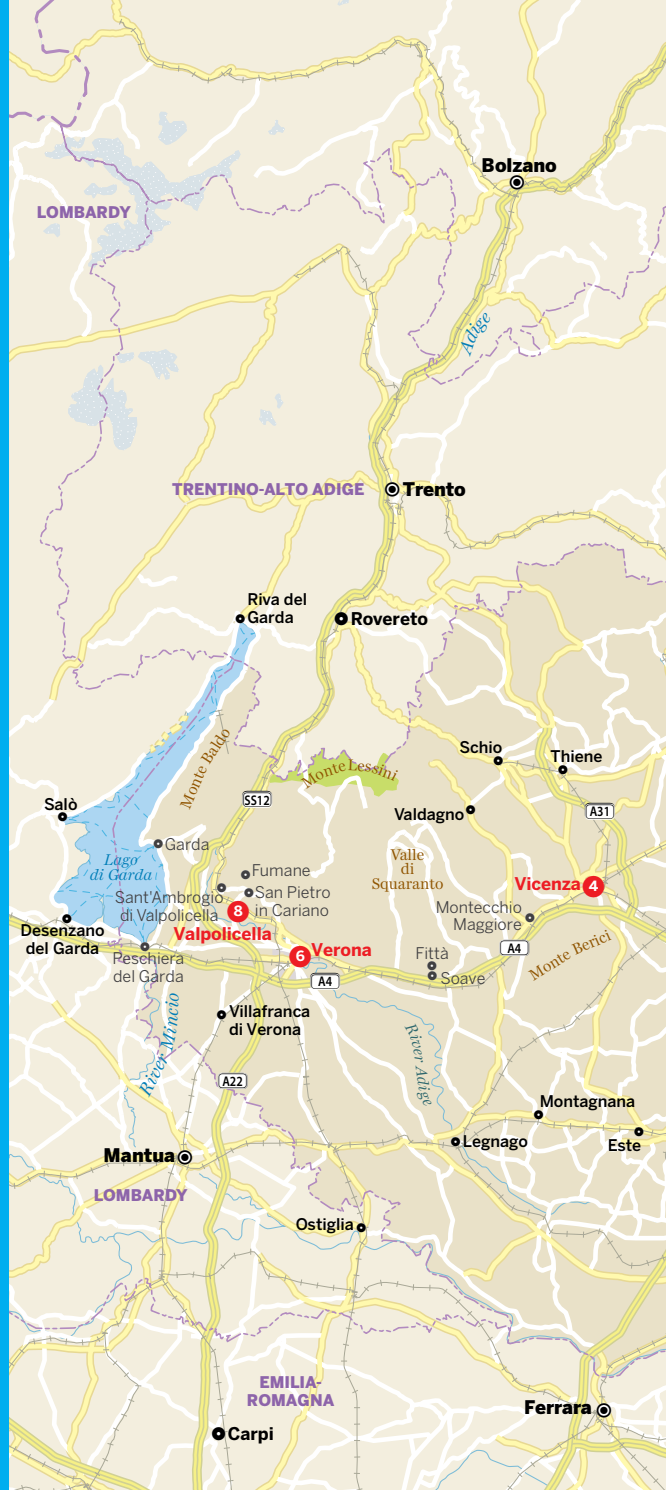 Bolzano
LOMBARDY
Adige
TRENTINO-ALTO ADIGE
Trento
Riva del
Garda
Rovereto
Monte Baldo
Monte Lessini
Schio
Thiene
SS12
Salò
Valdagno
A31
Garda
Lago
di Garda
Fumane
Valle
di
Squaranto
Sant'Ambrogio
di Valpolicella
San Pietro
in Cariano
Vicenza 4
8
Valpolicella
Montecchio
Maggiore
Desenzano
del Garda
Peschiera
del Garda
6 Verona
A4
Fittà
Soave
A4
Monte Berici
River Mincio
Villafranca
di Verona
River Adige
A22
Montagnana
Mantua
Legnago
Este
LOMBARDY
Ostiglia
EMILIA-
ROMAGNA
Ferrara
Carpi